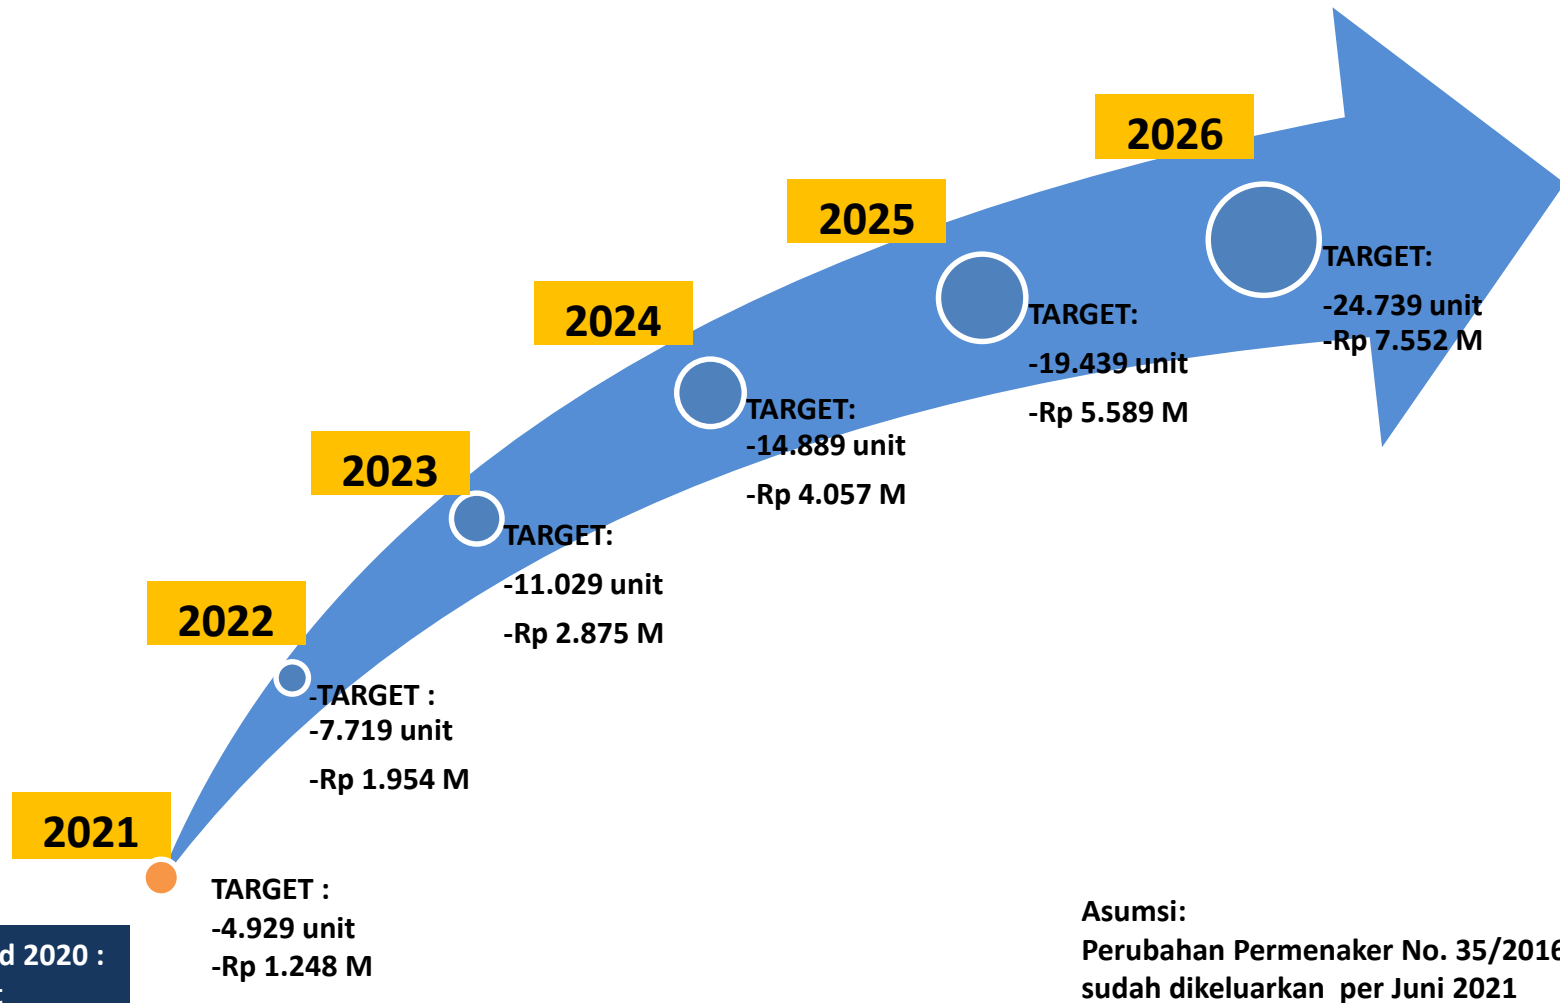 2026
TARGET:
-24.739 unit
-Rp 7.552 M
2025
TARGET:
-19.439 unit
-Rp 5.589 M
2024
TARGET:
-14.889 unit
-Rp 4.057 M
2023
TARGET:
-11.029 unit
-Rp 2.875 M
2022
-TARGET :
-7.719 unit
-Rp 1.954 M
2021
TARGET :
-4.929 unit
-Rp 1.248 M
d 2020 :
Asumsi:
Perubahan Permenaker No. 35/2016
sudah dikeluarkan per Juni 2021